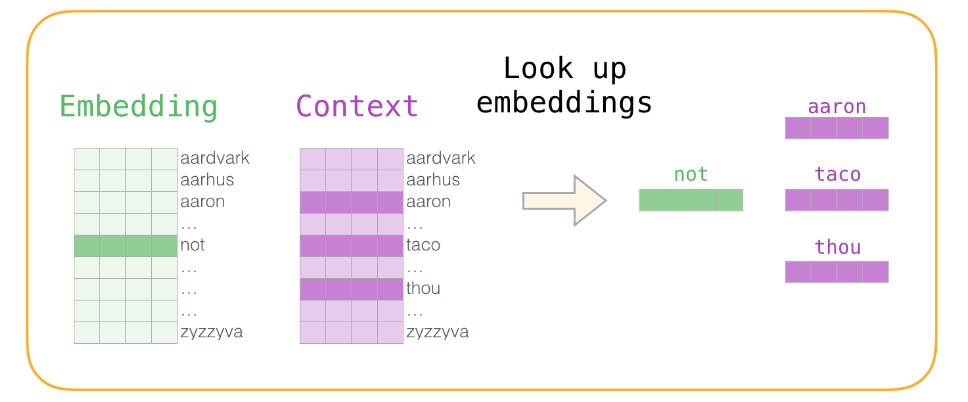 Look up
embeddings
Embedding
Context
aardvark
aarhus
aaron
...
not
...
...
...
zyzzyva
aardvark
aarhus
aaron
...
taco
...
thou
...
zyzzyva
not
aaron
taco
thou